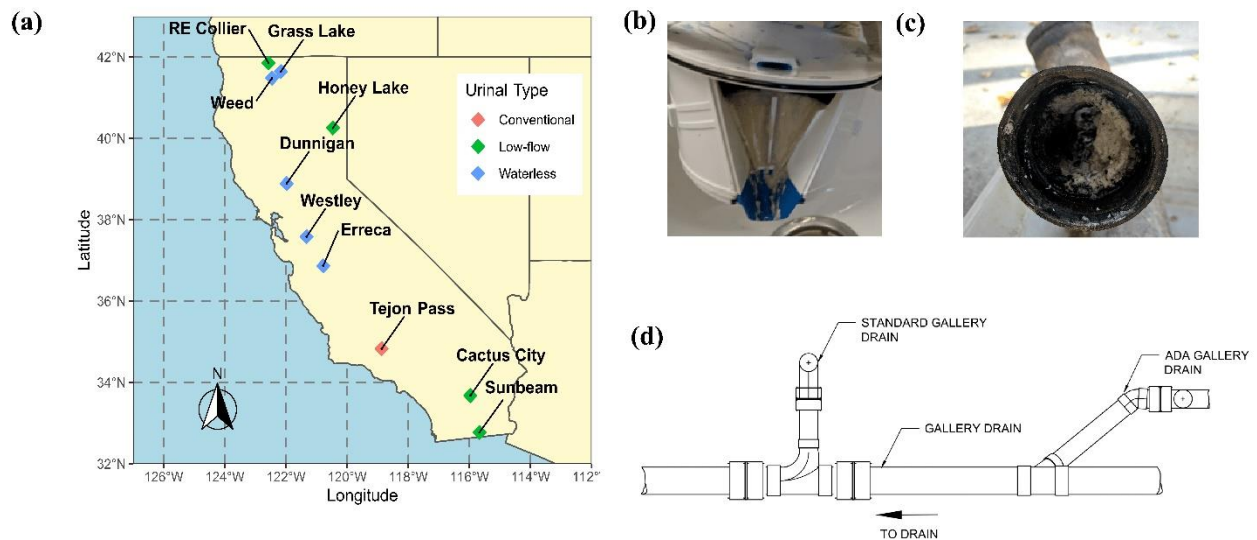 (a)
RE Collier
Grass Lake
Weed
Honey Lake
Dunnigan
Westley
Erreca
Tejon Pass
Cactus City
Sunbeam
Urinal Type
Conventional
Low-flow
Waterless
42°N
40°N
38°N
36°N
34°N
32°N
Latitude
N
126°W 124°W 122°W 120°W 118°W 116°W 114°W 112°
Longitude
(b)
(c)
(d)
STANDARD GALLERY
DRAIN
ADA GALLERY
DRAIN
GALLERY DRAIN
TO DRAIN